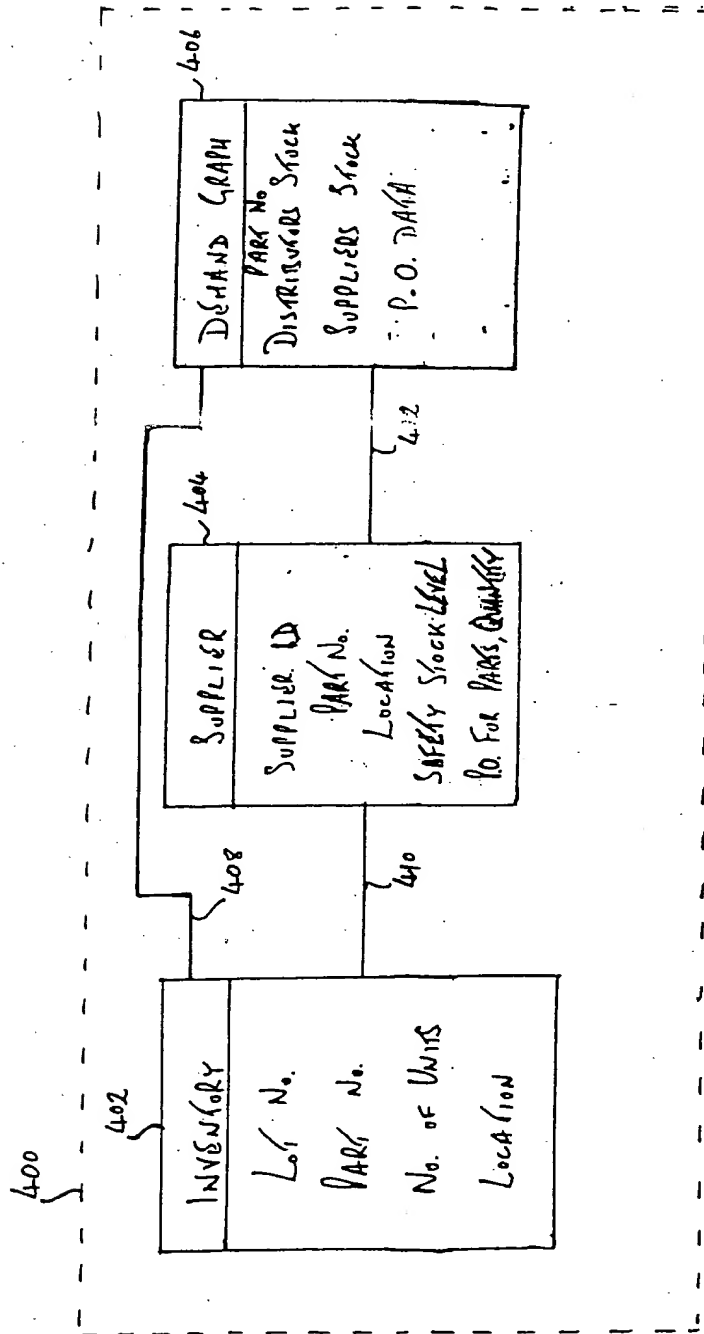 400
402
INVENTORY
LOT NO.
PART NO.
NO. OF UNITS
LOCATION
408
410
404
SUPPLIER
SUPPLIER ID
PART NO.
LOCATION
SAFETY STOCK LEVEL
P.O. FOR PARTS, QUANTITY
412
406
DEMAND GRAPH
PART NO
DISTRIBUTORS STOCK
SUPPLIERS STOCK
P.O. DATA